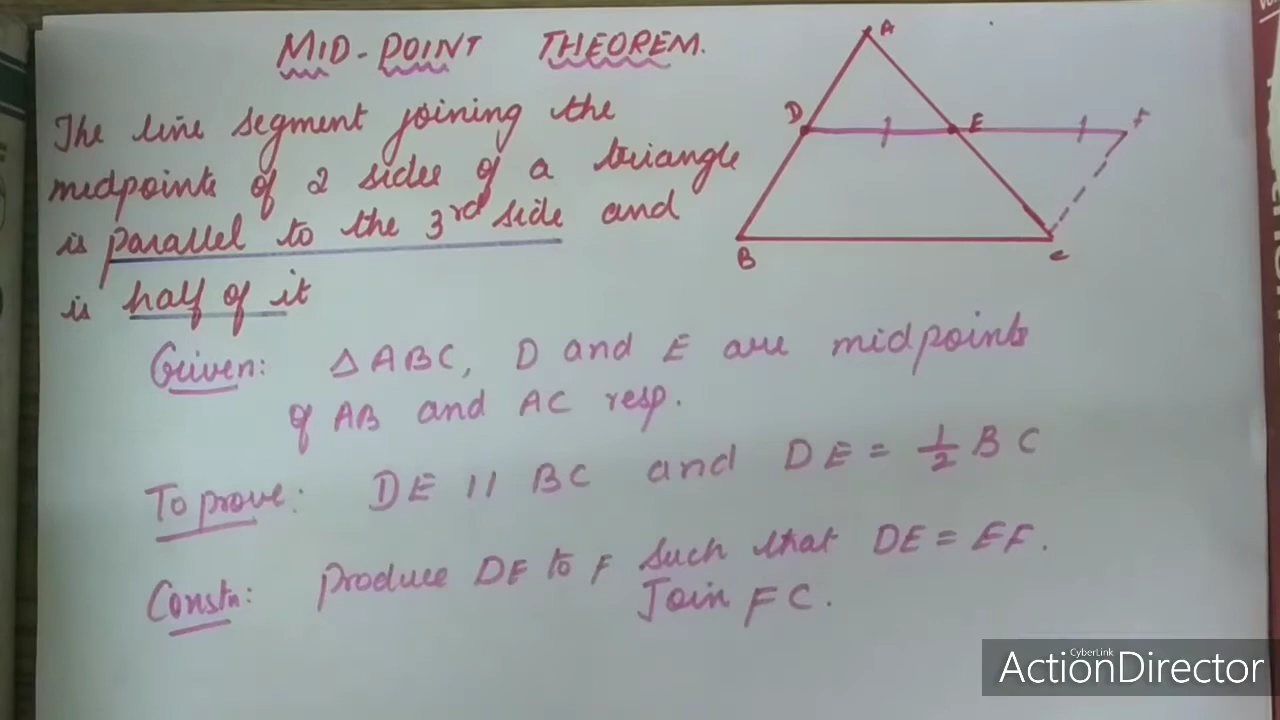 MID-POINT THEOREM.
The line segment joining the
midpoints of 2 sides of a triangle
is parallel to the 3rd side and
is half of it
A
D
E
F
B
C
Given: △ABC, D and E are midpoints
of AB and AC resp.
To prove: DE || BC and DE = 1/2 BC
Constn: Produce DE to F such that DE = EF.
Join FC.
CyberLink
ActionDirector